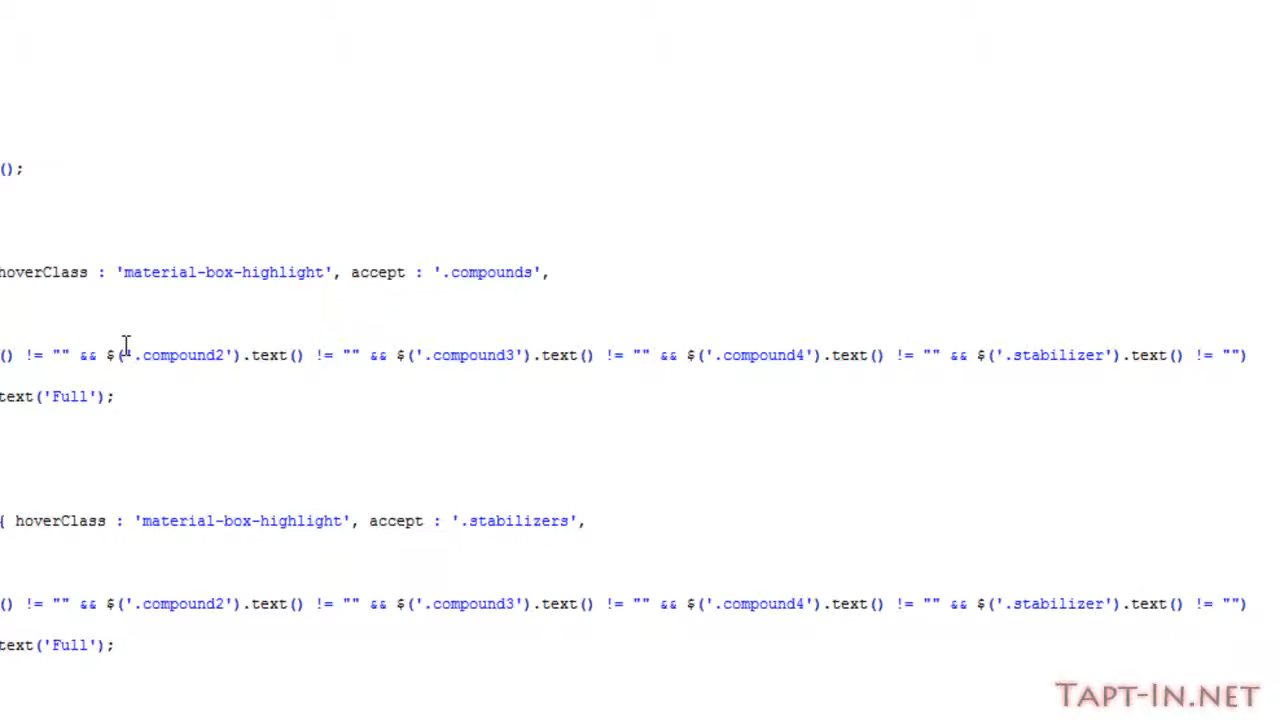 ();
hoverClass : 'material-box-highlight', accept : '.compounds',
() != "" && $('.compound2').text() != "" && $('.compound3').text() != "" && $('.compound4').text() != "" && $('.stabilizer').text() != "")
text('Full');
{ hoverClass : 'material-box-highlight', accept : '.stabilizers',
() != "" && $('.compound2').text() != "" && $('.compound3').text() != "" && $('.compound4').text() != "" && $('.stabilizer').text() != "")
text('Full');
Tapt-In.net